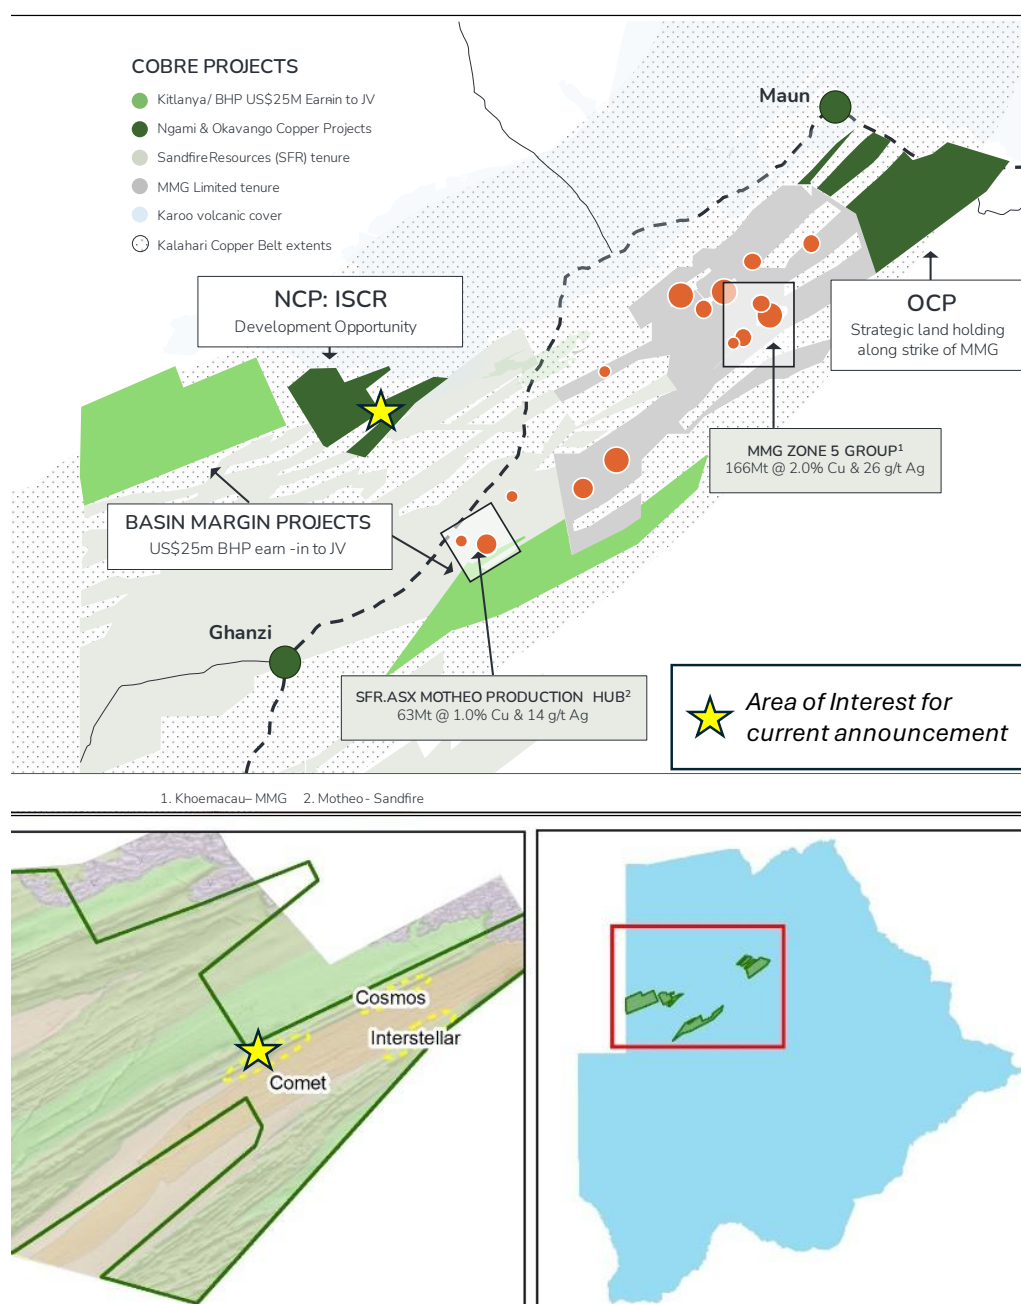 COBRE PROJECTS
Kitlanya/ BHP US$25M Earnin to JV
Ngami & Okavango Copper Projects
SandfireResources (SFR) tenure
MMG Limited tenure
Karoo volcanic cover
Kalahari Copper Belt extents
Maun
NCP: ISCR
Development Opportunity
OCP
Strategic land holding
along strike of MMG
MMG ZONE 5 GROUP1
166Mt @ 2.0% Cu & 26 g/t Ag
BASIN MARGIN PROJECTS
US$25m BHP earn -in to JV
Ghanzi
SFR.ASX MOTHEO PRODUCTION HUB2
63Mt @ 1.0% Cu & 14 g/t Ag
Area of Interest for
current announcement
1. Khoemacau– MMG 2. Motheo - Sandfire
Cosmos
Interstellar
Comet